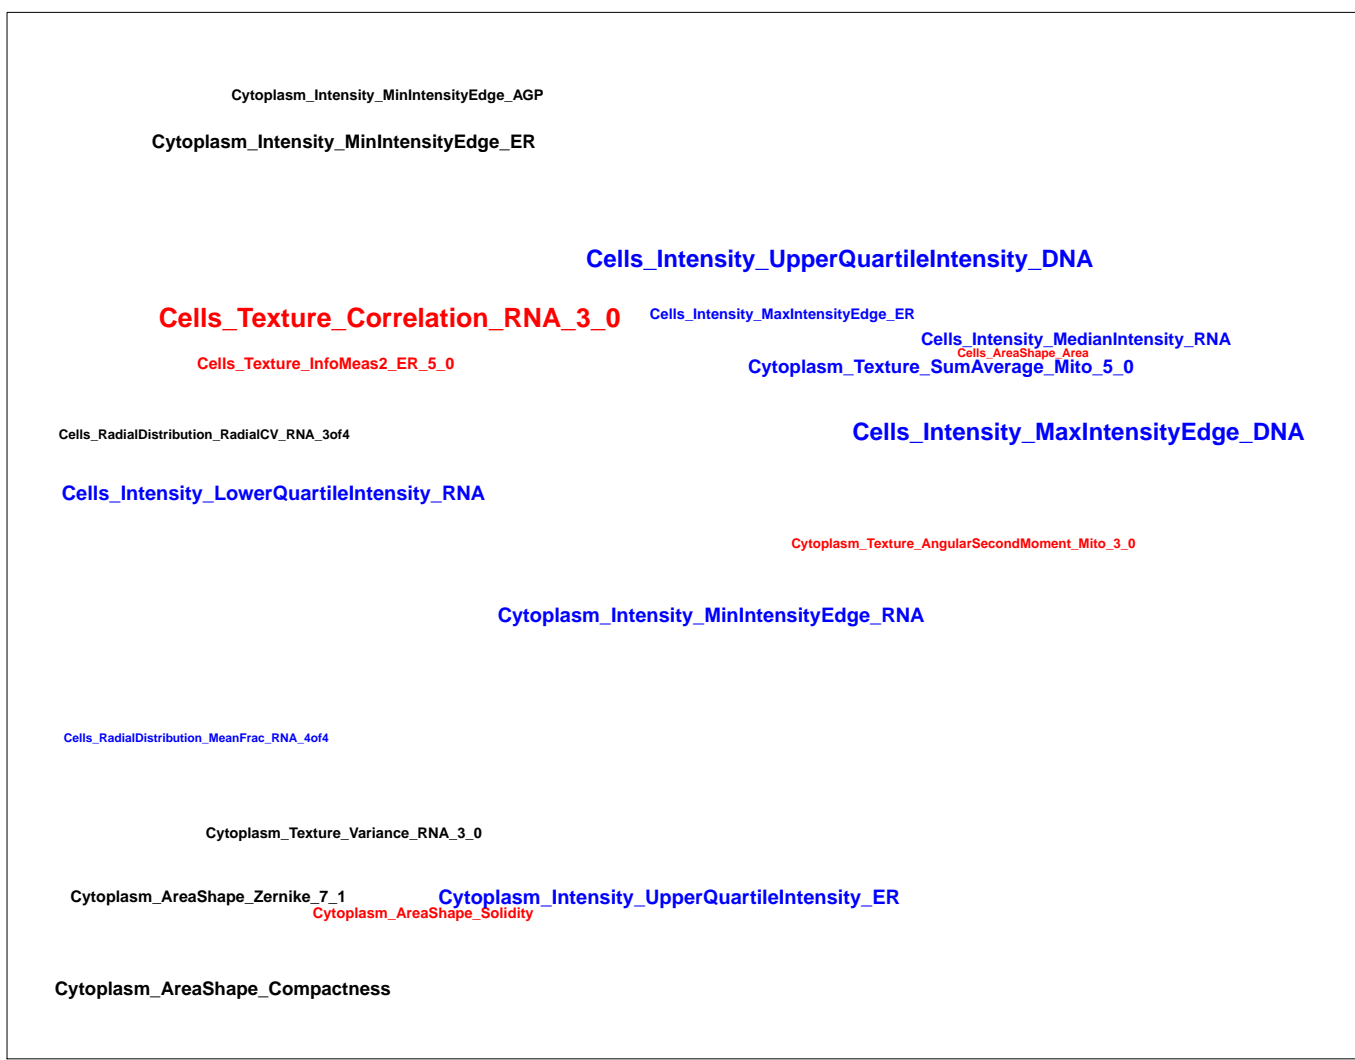 Cytoplasm_Intensity_MinIntensityEdge_AGP
Cytoplasm_Intensity_MinIntensityEdge_ER
Cells_Intensity_UpperQuartileIntensity_DNA
Cells_Texture_Correlation_RNA_3_0
Cells_Intensity_MaxIntensityEdge_ER
Cells_Intensity_MedianIntensity_RNA
Cells_AreaShape_Area
Cells_Texture_InfoMeas2_ER_5_0
Cytoplasm_Texture_SumAverage_Mito_5_0
Cells_RadialDistribution_RadialCV_RNA_3of4
Cells_Intensity_MaxIntensityEdge_DNA
Cells_Intensity_LowerQuartileIntensity_RNA
Cytoplasm_Texture_AngularSecondMoment_Mito_3_0
Cytoplasm_Intensity_MinIntensityEdge_RNA
Cells_RadialDistribution_MeanFrac_RNA_4of4
Cytoplasm_Texture_Variance_RNA_3_0
Cytoplasm_AreaShape_Zernike_7_1
Cytoplasm_Intensity_UpperQuartileIntensity_ER
Cytoplasm_AreaShape_Solidity
Cytoplasm_AreaShape_Compactness